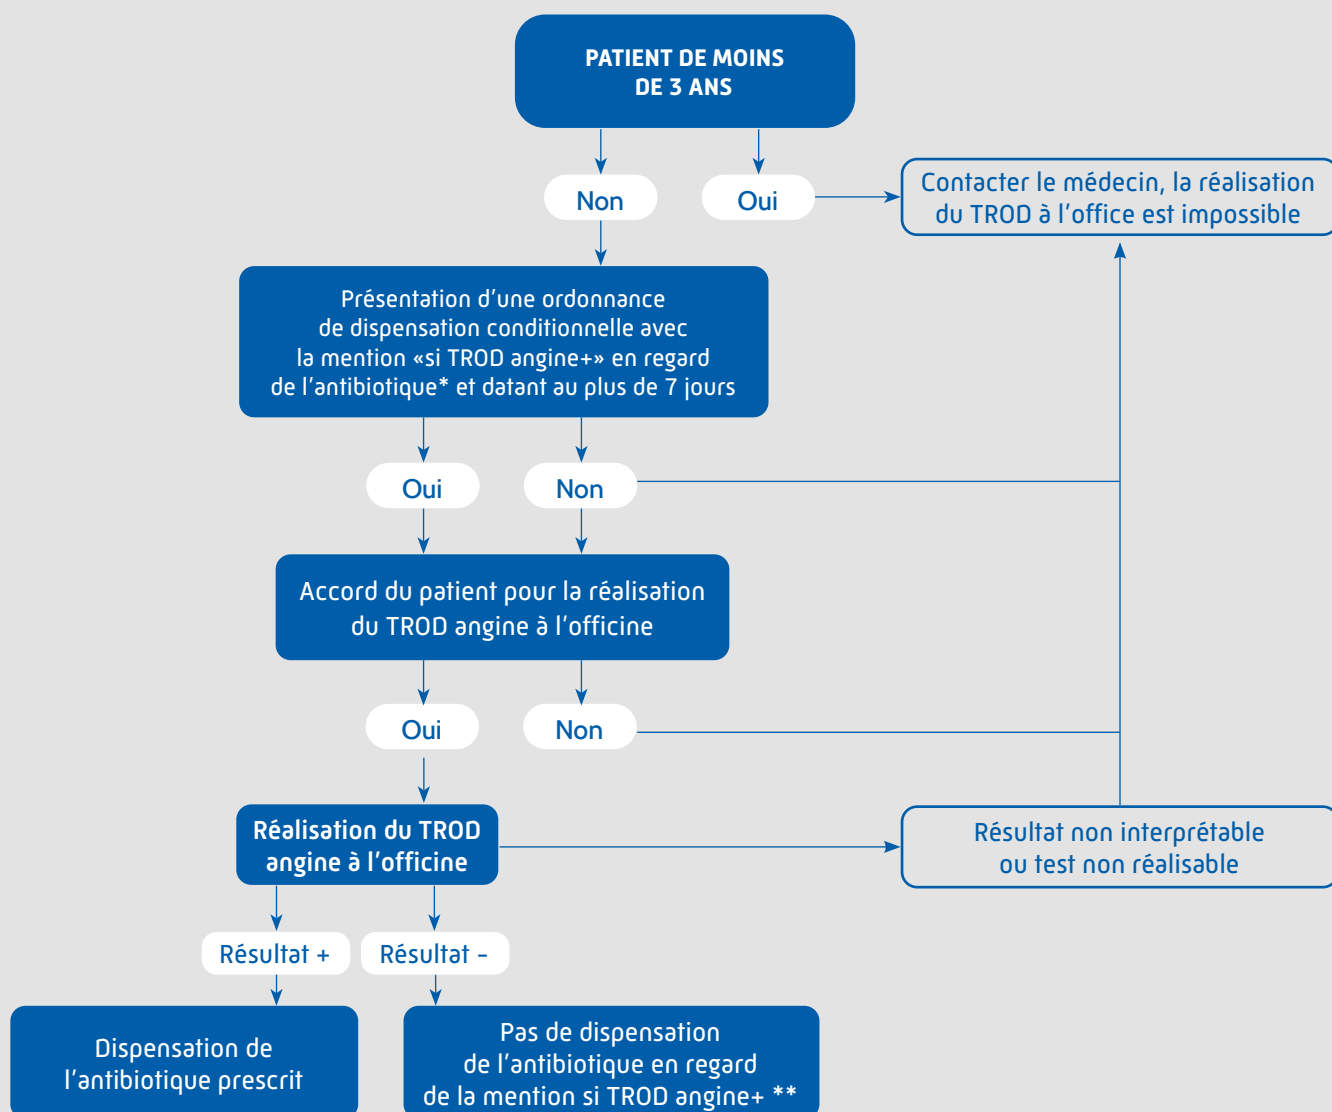 PATIENT DE MOINS
DE 3 ANS
Non
Oui
Contacter le médecin, la réalisation
du TROD à l'office est impossible
Présentation d'une ordonnance
de dispensation conditionnelle avec
la mention «si TROD angine+» en regard
de l'antibiotique* et datant au plus de 7 jours
Oui
Non
Accord du patient pour la réalisation
du TROD angine à l'officine
Oui
Non
Réalisation du TROD
angine à l'officine
Résultat non interprétable
ou test non réalisable
Résultat +
Résultat -
Dispensation de
l'antibiotique prescrit
Pas de dispensation
de l'antibiotique en regard
de la mention si TROD angine+ **